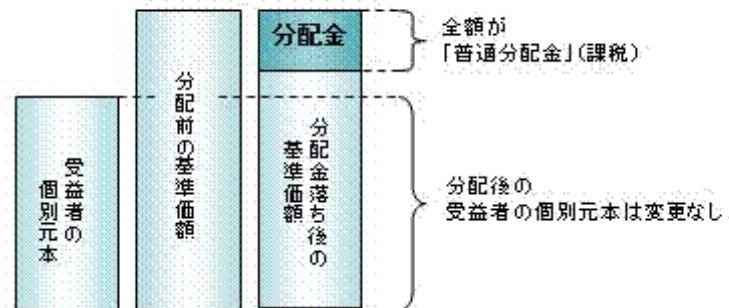 受益者の
個別元本
分配前の基準価額
分配金
分配金落ち後の
基準価額
全額が
「普通分配金」(課税)
分配後の
受益者の個別元本は変更なし